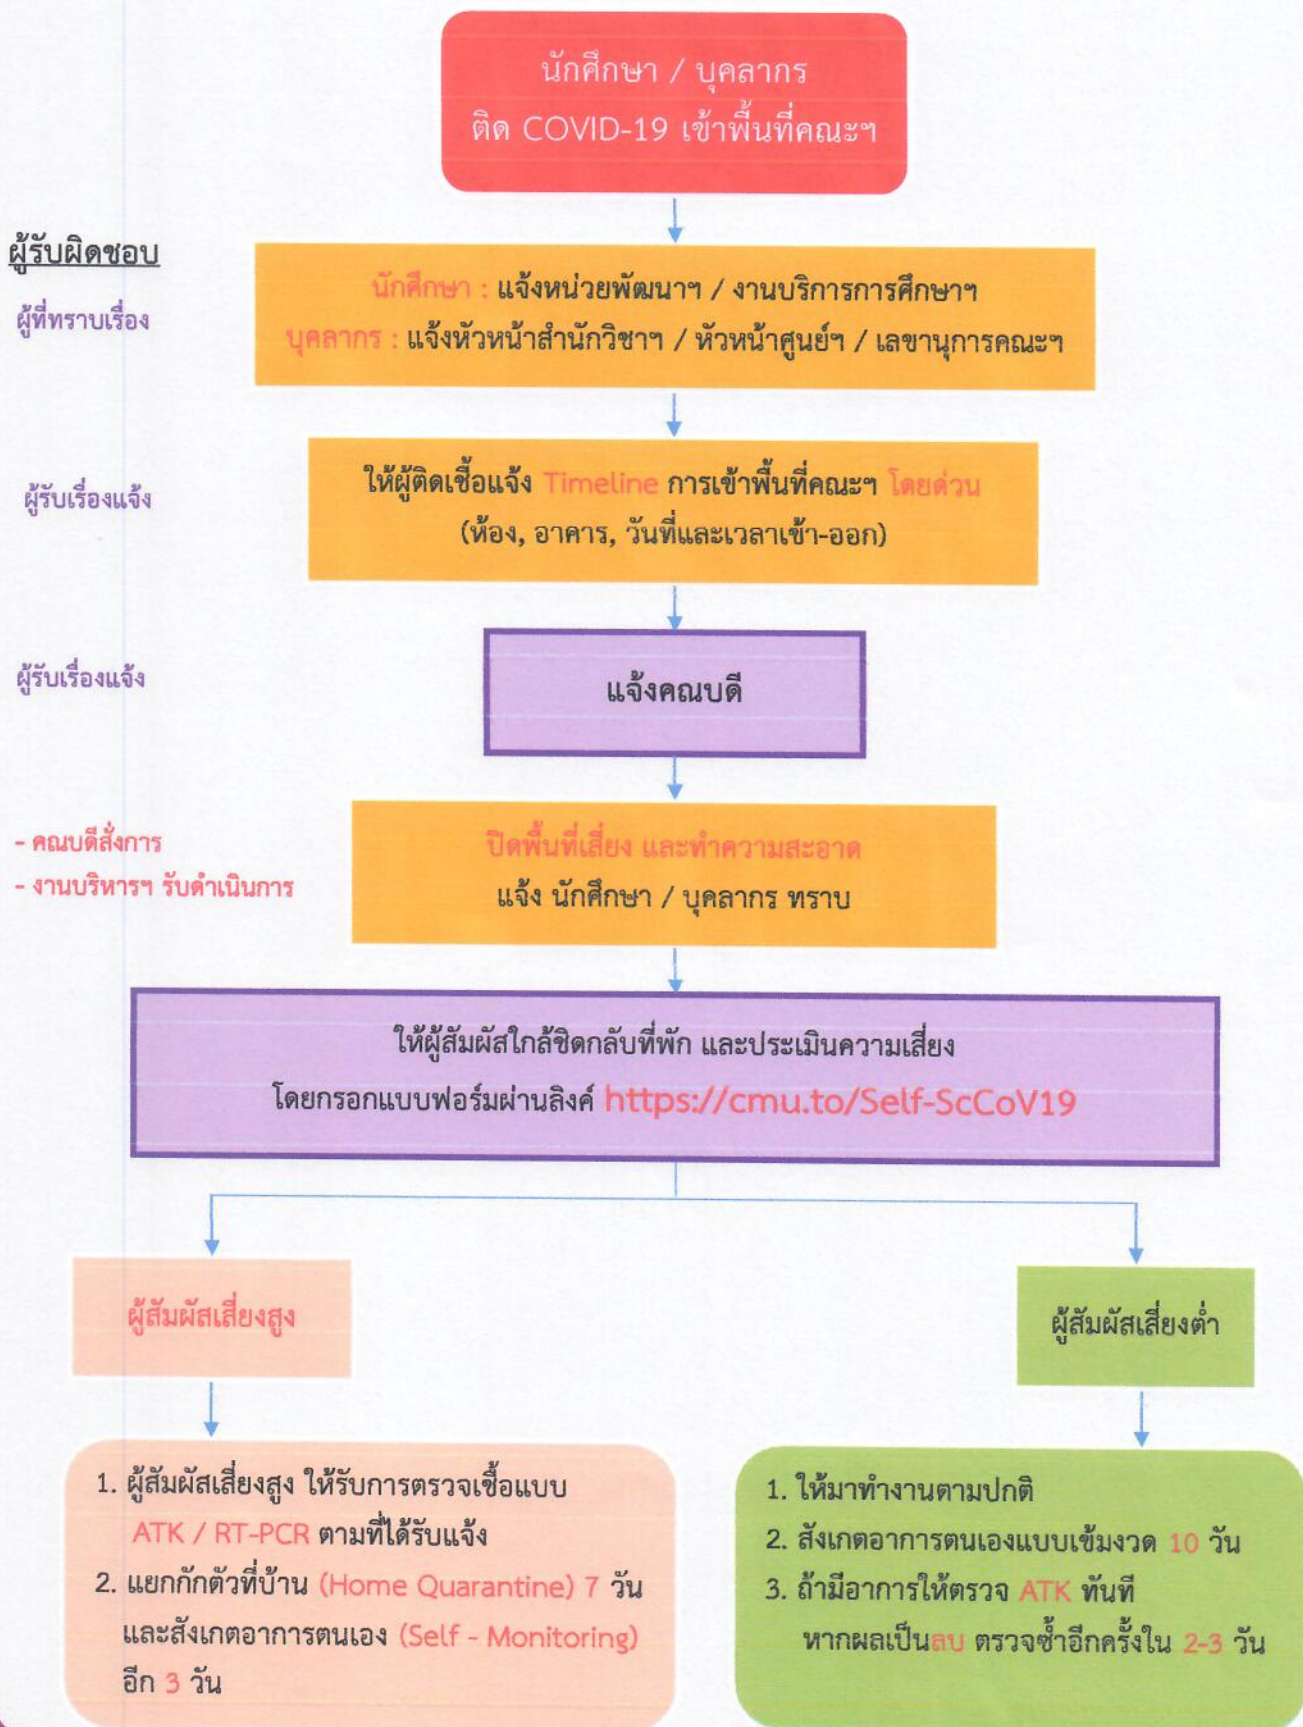 นักศึกษา / บุคลากร
ติด COVID-19 เข้าพื้นที่คณะฯ
ผู้รับผิดชอบ
ผู้ที่ทราบเรื่อง
นักศึกษา : แจ้งหน่วยพัฒนาฯ / งานบริการการศึกษาฯ
บุคลากร : แจ้งหัวหน้าสำนักวิชาฯ / หัวหน้าศูนย์ฯ / เลขานุการคณะฯ
ผู้รับเรื่องแจ้ง
ให้ผู้ติดเชื้อแจ้ง Timeline การเข้าพื้นที่คณะฯ โดยด่วน
(ห้อง, อาคาร, วันที่และเวลาเข้า-ออก)
ผู้รับเรื่องแจ้ง
แจ้งคณบดี
- คณบดีสั่งการ
- งานบริหารฯ รับดำเนินการ
ปิดพื้นที่เสี่ยง และทำความสะอาด
แจ้ง นักศึกษา / บุคลากร ทราบ
ให้ผู้สัมผัสใกล้ชิดกลับที่พัก และประเมินความเสี่ยง
โดยกรอกแบบฟอร์มผ่านลิงค์ https://cmu.to/Self-ScCoV19
ผู้สัมผัสเสี่ยงสูง
ผู้สัมผัสเสี่ยงต่ำ
1. ผู้สัมผัสเสี่ยงสูง ให้รับการตรวจเชื้อแบบ
ATK / RT-PCR ตามที่ได้รับแจ้ง
2. แยกกักตัวที่บ้าน (Home Quarantine) 7 วัน
และสังเกตอาการตนเอง (Self - Monitoring)
อีก 3 วัน
1. ให้มาทำงานตามปกติ
2. สังเกตอาการตนเองแบบเข้มงวด 10 วัน
3. ถ้ามีอาการให้ตรวจ ATK ทันที
หากผลเป็นลบ ตรวจซ้ำอีกครั้งใน 2-3 วัน